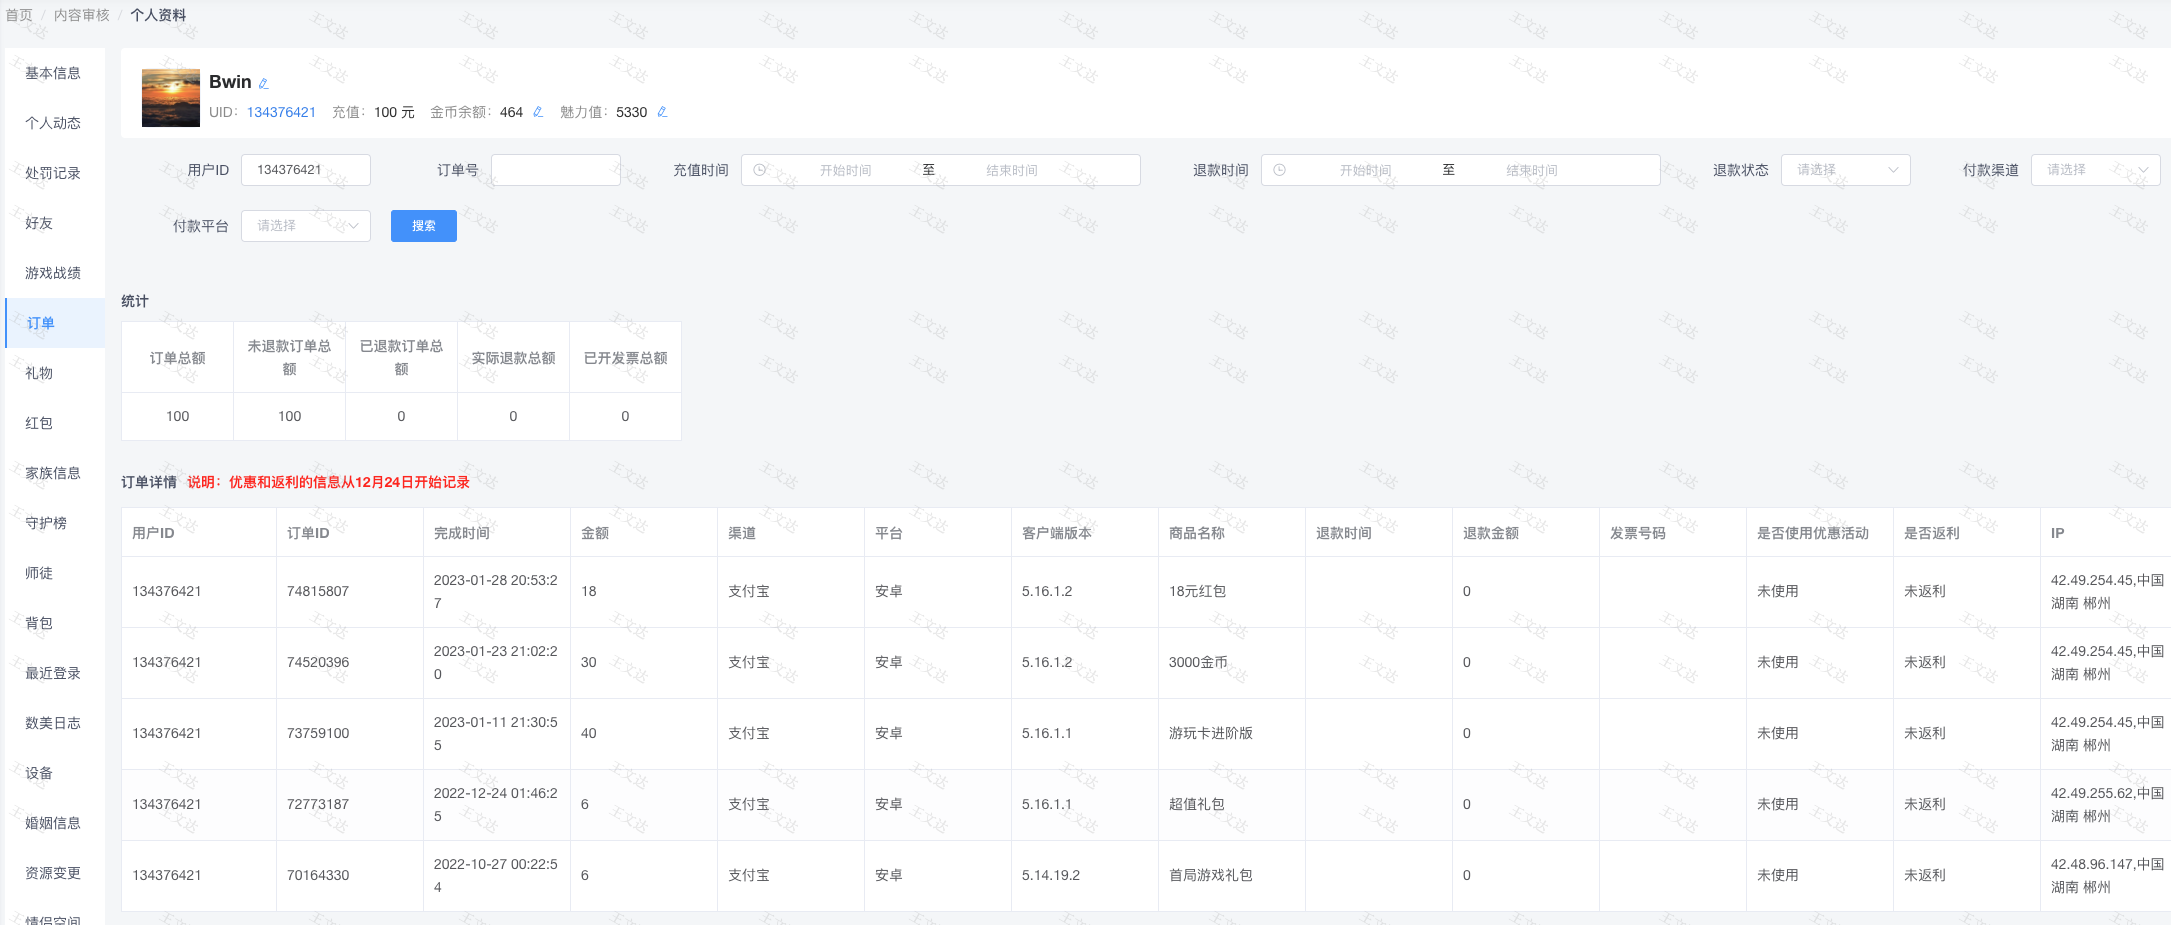 首页 / 内容审核 / 个人资料
基本信息
个人动态
处罚记录
好友
游戏战绩
订单
礼物
红包
家族信息
守护榜
师徒
背包
最近登录
数美日志
设备
婚姻信息
资源变更
情侣空间
Bwin
UID: 134376421 充值: 100 元 金币余额: 464 魅力值: 5330
用户ID 134376421 订单号 充值时间 开始时间 至 结束时间 退款时间 开始时间 至 结束时间 退款状态 请选择 付款渠道 请选择
付款平台 请选择 搜索
统计
订单总额 未退款订单总额 已退款订单总额 实际退款总额 已开发票总额
100 100 0 0 0
订单详情 说明：优惠和返利的信息从12月24日开始记录
用户ID 订单ID 完成时间 金额 渠道 平台 客户端版本 商品名称 退款时间 退款金额 发票号码 是否使用优惠活动 是否返利 IP
134376421 74815807 2023-01-28 20:53:27 18 支付宝 安卓 5.16.1.2 18元红包 0 未使用 未返利 42.49.254.45,中国 湖南 郴州
134376421 74520396 2023-01-23 21:02:20 30 支付宝 安卓 5.16.1.2 3000金币 0 未使用 未返利 42.49.254.45,中国 湖南 郴州
134376421 73759100 2023-01-11 21:30:55 40 支付宝 安卓 5.16.1.1 游玩卡进阶版 0 未使用 未返利 42.49.254.45,中国 湖南 郴州
134376421 72773187 2022-12-24 01:46:25 6 支付宝 安卓 5.16.1.1 超值礼包 0 未使用 未返利 42.49.255.62,中国 湖南 郴州
134376421 70164330 2022-10-27 00:22:54 6 支付宝 安卓 5.14.19.2 首局游戏礼包 0 未使用 未返利 42.48.96.147,中国 湖南 郴州
王文达